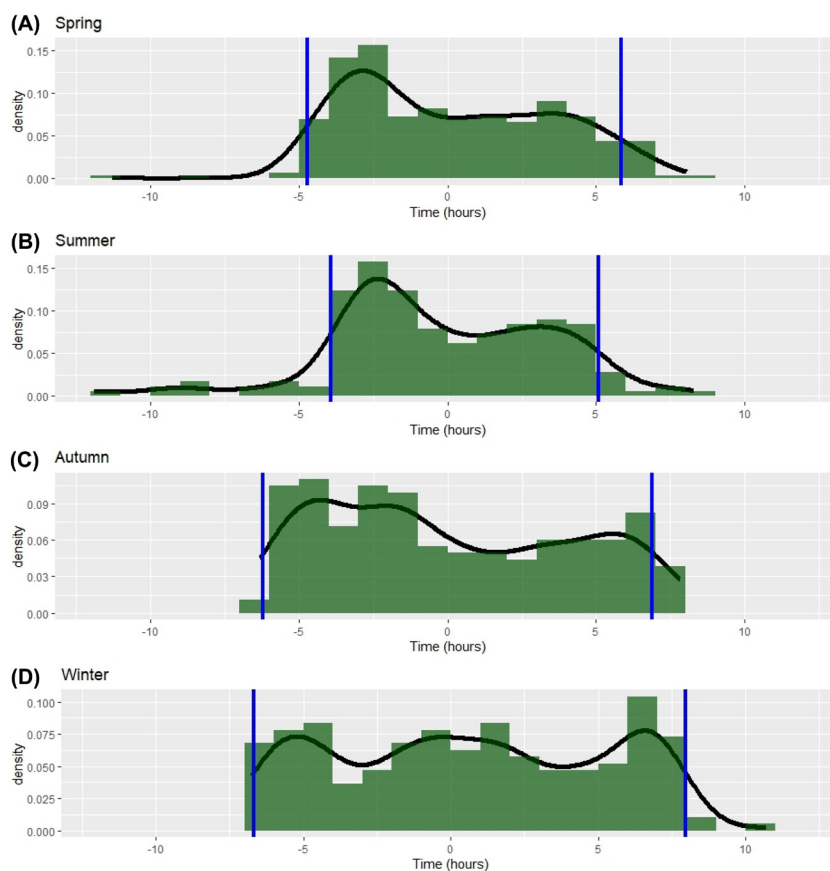 (A) Spring
0.15
0.10
0.05
0.00
density
-10 -5 0 5 10
Time (hours)
(B) Summer
0.15
0.10
0.05
0.00
density
-10 -5 0 5 10
Time (hours)
(C) Autumn
0.09
0.06
0.03
0.00
density
-10 -5 0 5 10
Time (hours)
(D) Winter
0.100
0.075
0.050
0.025
0.000
density
-10 -5 0 5 10
Time (hours)